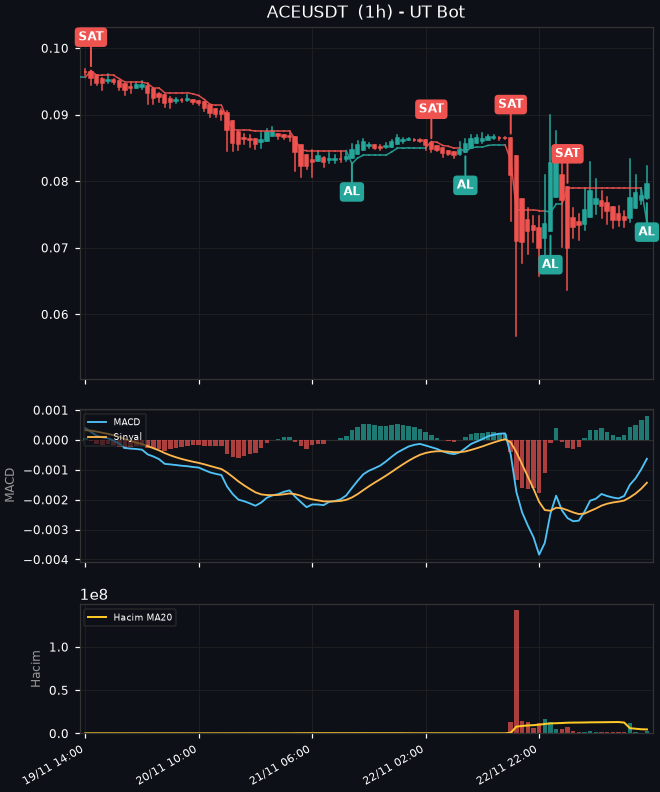 ACEUSDT  (1h) - UT Bot
SAT
0.10
SAT
SAT
0.09
SAT
0.08
AL
AL
AL
0.07
AL
0.06
0.001
MACD
Sinyal
0.000
−0.001
−0.002
−0.003
−0.004
MACD
1e8
Hacim MA20
1.0
0.5
0.0
Hacim
19/11 14:00
20/11 10:00
21/11 06:00
22/11 02:00
22/11 22:00